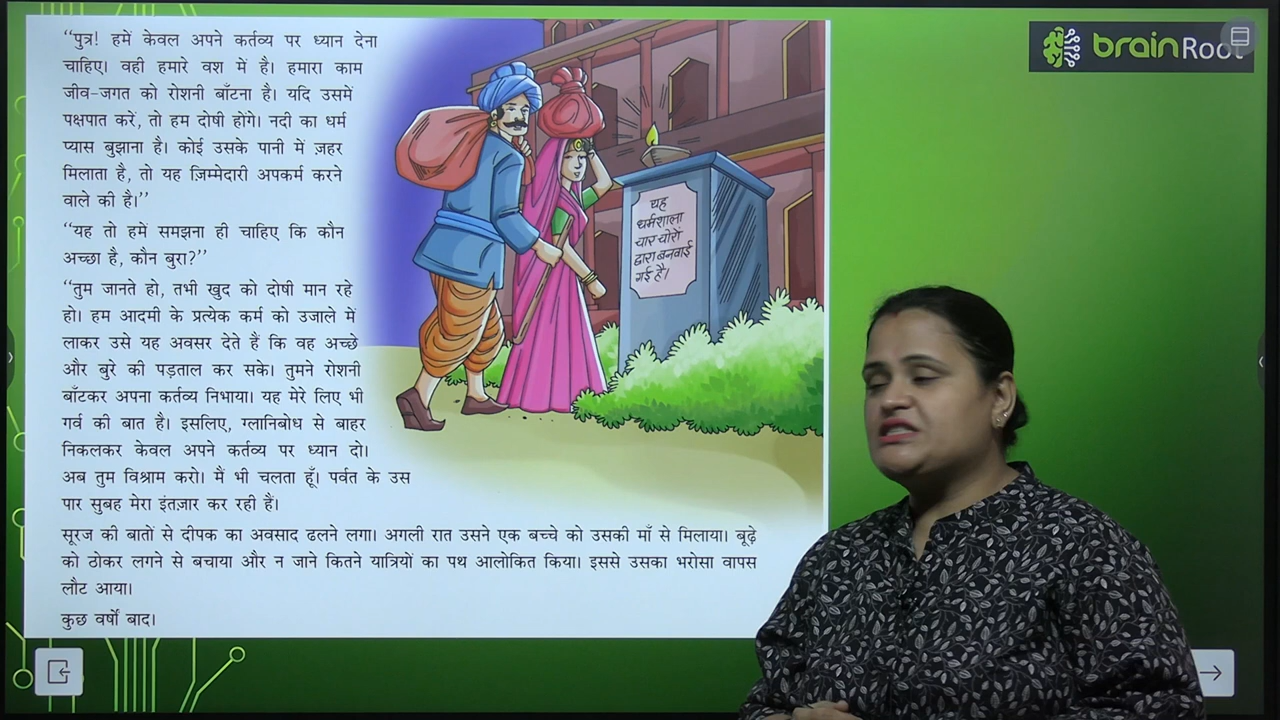 “पुत्र! हमें केवल अपने कर्तव्य पर ध्यान देना
चाहिए। वही हमारे वश में है। हमारा काम
जीव-जगत को रोशनी बाँटना है। यदि उसमें
पक्षपात करें, तो हम दोषी होंगे। नदी का धर्म
प्यास बुझाना है। कोई उसके पानी में ज़हर
मिलाता है, तो यह ज़िम्मेदारी अपकर्म करने
वाले की है।”
“यह तो हमें समझना ही चाहिए कि कौन
अच्छा है, कौन बुरा?”
“तुम जानते हो, तभी खुद को दोषी मान रहे
हो। हम आदमी के प्रत्येक कर्म को उजाले में
लाकर उसे यह अवसर देते हैं कि वह अच्छे
और बुरे की पड़ताल कर सके। तुमने रोशनी
बाँटकर अपना कर्तव्य निभाया। यह मेरे लिए भी
गर्व की बात है। इसलिए, ग्लानिबोध से बाहर
निकलकर केवल अपने कर्तव्य पर ध्यान दो।
अब तुम विश्राम करो। मैं भी चलता हूँ। पर्वत के उस
पार सुबह मेरा इंतज़ार कर रही है।
सूरज की बातों से दीपक का अवसाद ढलने लगा। अगली रात उसने एक बच्चे को उसकी माँ से मिलाया। बूढ़े
को ठोकर लगने से बचाया और न जाने कितने यात्रियों का पथ आलोकित किया। इससे उसका भरोसा वापस
लौट आया।
कुछ वर्षों बाद।
यह
धर्मशाला
चार चोरों
द्वारा बनवाई
गई है।
brainRoot